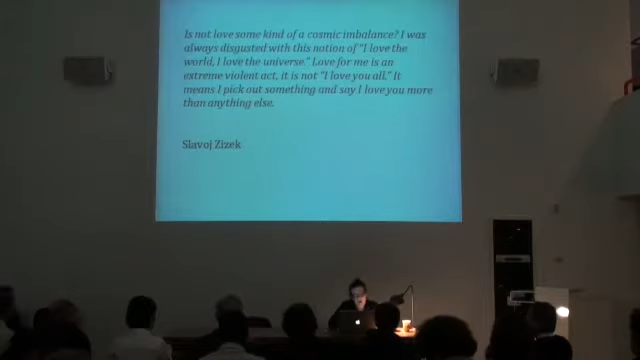 Is not love some kind of a cosmic imbalance? I was
always disgusted with this notion of "I love the
world, I love the universe." Love for me is an
extreme violent act, it is not "I love you all." It
means I pick out something and say I love you more
than anything else.
Slavoj Zizek